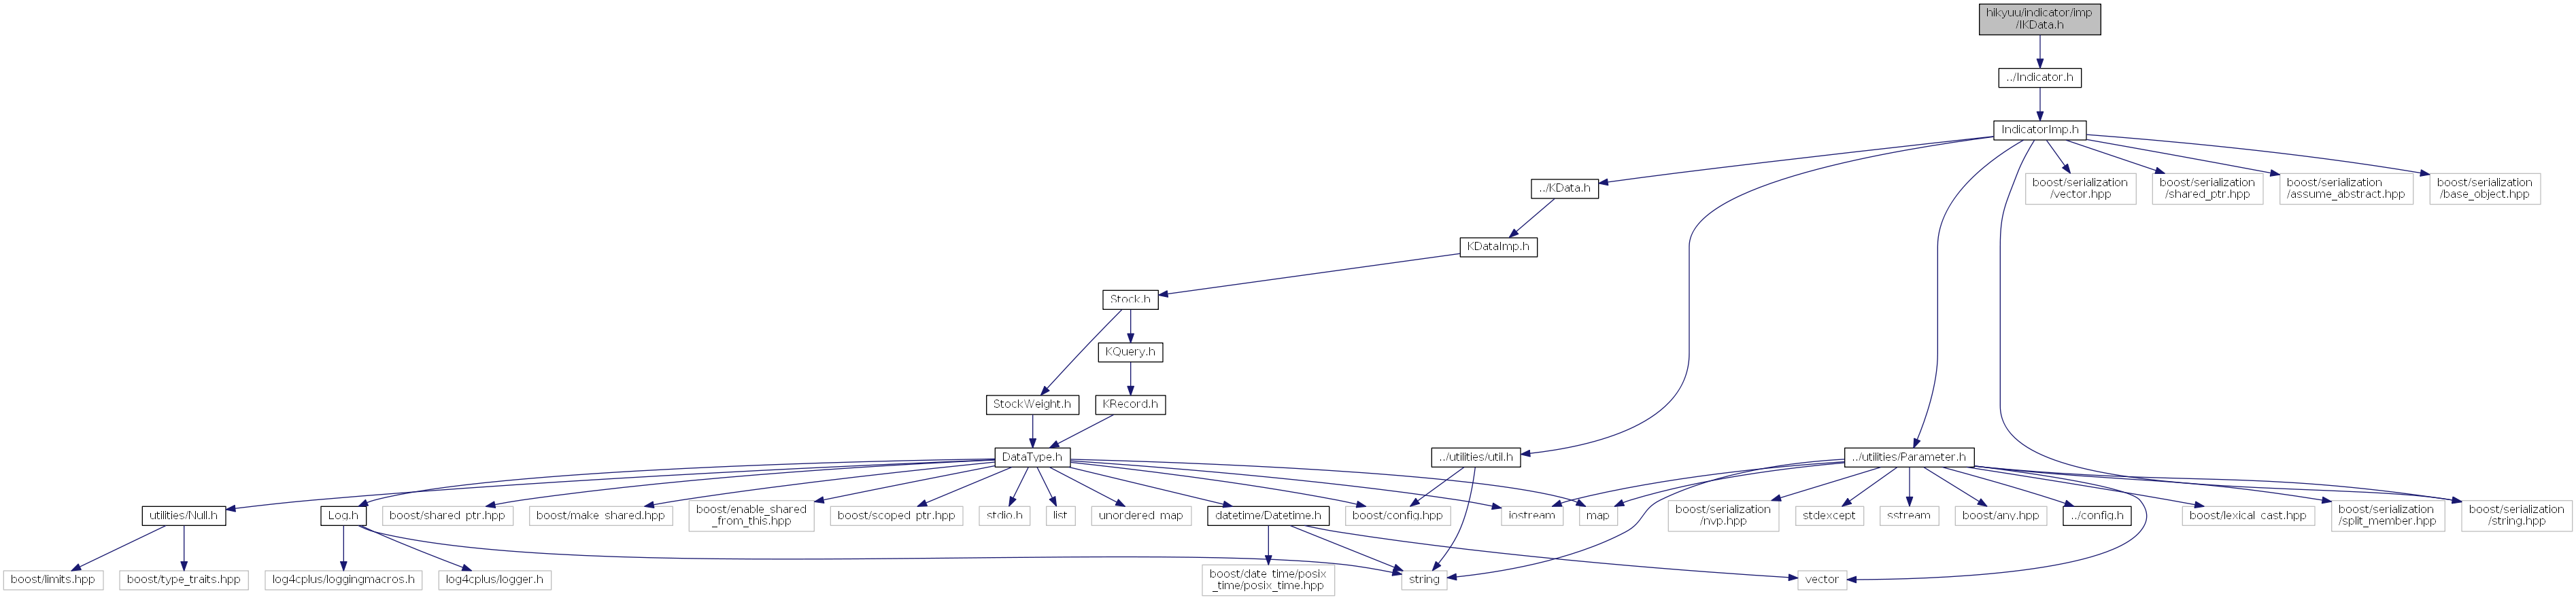 hikyuu/indicator/imp
/IKData.h
../Indicator.h
IndicatorImp.h
../KData.h
boost/serialization
/vector.hpp
boost/serialization
/shared_ptr.hpp
boost/serialization
/assume_abstract.hpp
boost/serialization
/base_object.hpp
KDataImp.h
Stock.h
KQuery.h
StockWeight.h
KRecord.h
DataType.h
../utilities/util.h
../utilities/Parameter.h
utilities/Null.h
Log.h
boost/shared_ptr.hpp
boost/make_shared.hpp
boost/enable_shared
_from_this.hpp
boost/scoped_ptr.hpp
stdio.h
list
unordered_map
datetime/Datetime.h
boost/config.hpp
iostream
map
boost/serialization
/nvp.hpp
stdexcept
sstream
boost/any.hpp
../config.h
boost/lexical_cast.hpp
boost/serialization
/split_member.hpp
boost/serialization
/string.hpp
boost/limits.hpp
boost/type_traits.hpp
log4cplus/loggingmacros.h
log4cplus/logger.h
boost/date_time/posix
_time/posix_time.hpp
string
vector